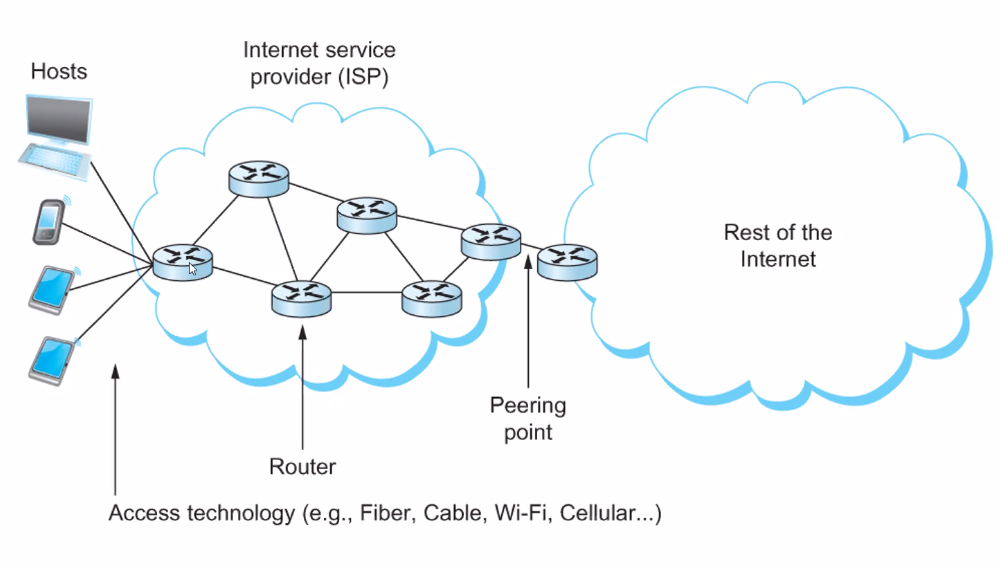 Hosts
Internet service
provider (ISP)
Rest of the
Internet
Peering
point
Router
Access technology (e.g., Fiber, Cable, Wi-Fi, Cellular...)